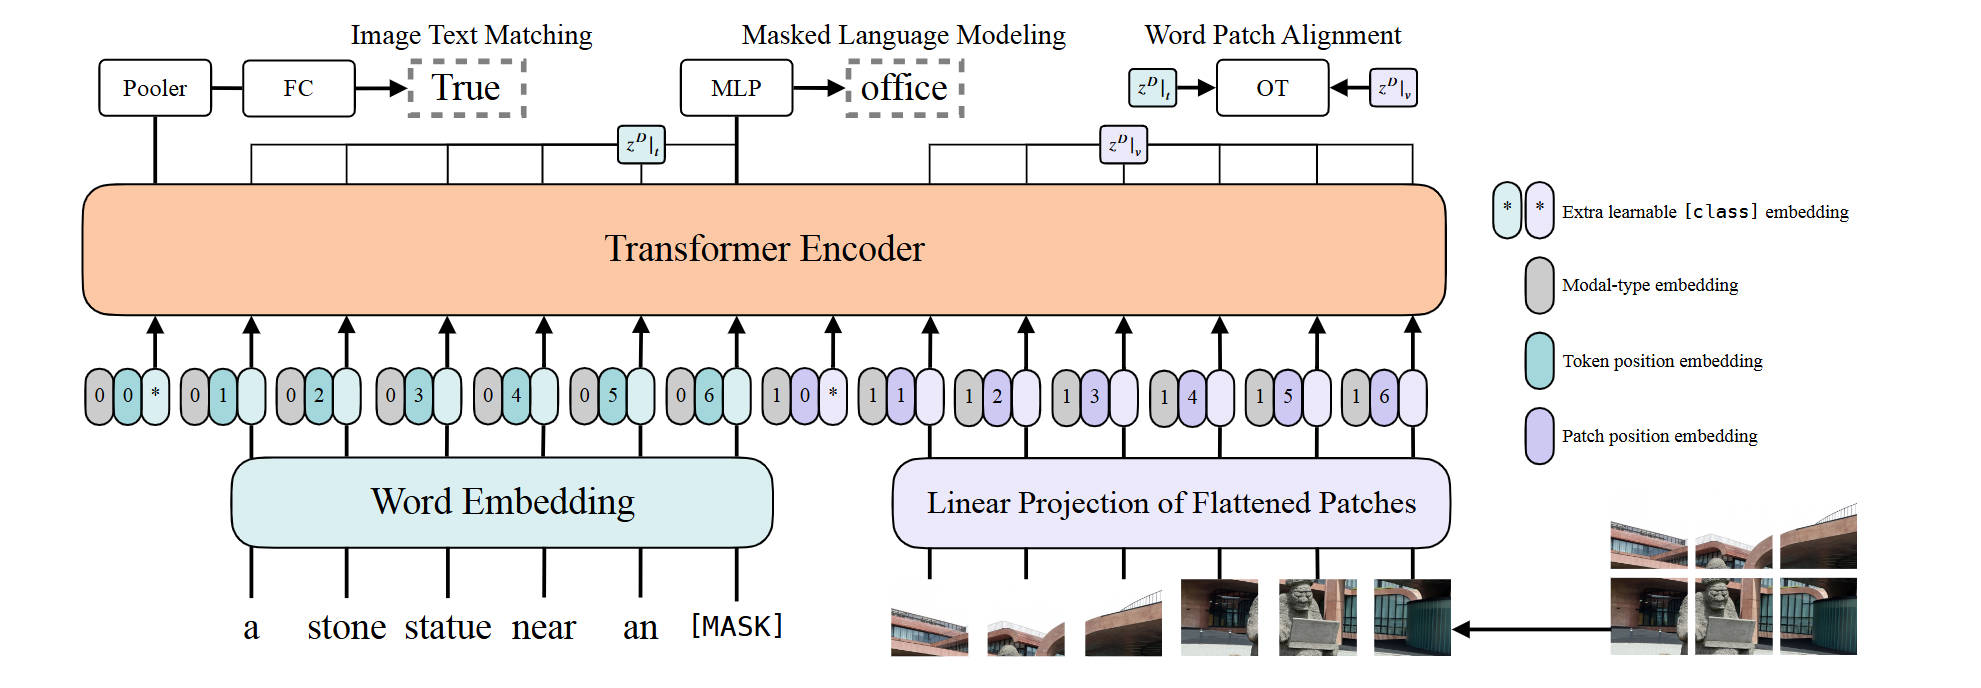 Image Text Matching
Masked Language Modeling
Word Patch Alignment
Pooler
FC
True
MLP
office
z^D|_t
OT
z^D|_v
z^D|_t
z^D|_v
Transformer Encoder
* * Extra learnable [class] embedding
Modal-type embedding
Token position embedding
Patch position embedding
0 0 * 0 1 0 2 0 3 0 4 0 5 0 6 1 0 * 1 1 1 2 1 3 1 4 1 5 1 6
Word Embedding
Linear Projection of Flattened Patches
a stone statue near an [MASK]